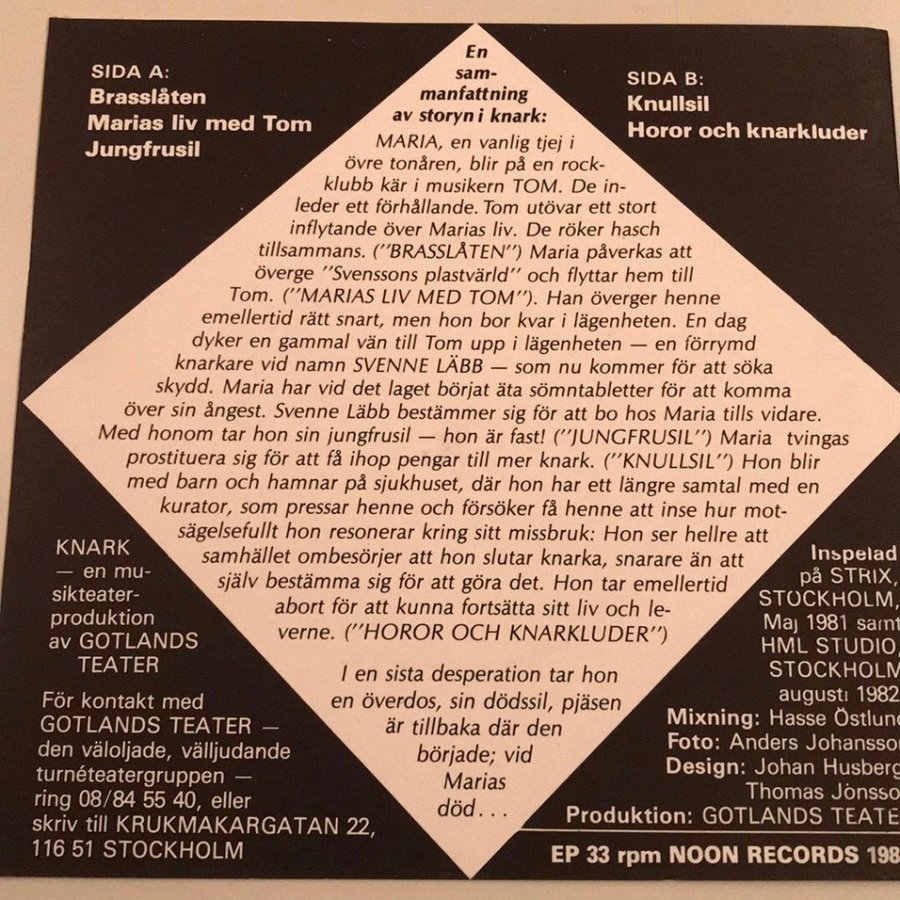 SIDA A:
Brasslåten
Marias liv med Tom
Jungfrusil
SIDA B:
Knullsil
Horor och knarkluder
En
sam-
manfattning
av storyn i knark:
MARIA, en vanlig tjej i
övre tonåren, blir på en rock-
klubb kär i musikern TOM. De in-
leder ett förhållande. Tom utövar ett stort
inflytande över Marias liv. De röker hasch
tillsammans. (″BRASSLÅTEN″) Maria påverkas att
överge ″Svenssons plastvärld″ och flyttar hem till
Tom. (″MARIAS LIV MED TOM″). Han överger henne
emellertid rätt snart, men hon bor kvar i lägenheten. En dag
dyker en gammal vän till Tom upp i lägenheten — en förrymd
knarkare vid namn SVENNE LÄBB — som nu kommer för att söka
skydd. Maria har vid det laget börjat äta sömntabletter för att komma
över sin ångest. Svenne Läbb bestämmer sig för att bo hos Maria tills vidare.
Med honom tar hon sin jungfrusil — hon är fast! (″JUNGFRUSIL″) Maria tvingas
prostituera sig för att få ihop pengar till mer knark. (″KNULLSIL″) Hon blir
med barn och hamnar på sjukhuset, där hon har ett längre samtal med en
kurator, som pressar henne och försöker få henne att inse hur mot-
sägelsefullt hon resonerar kring sitt missbruk: Hon ser hellre att
samhället ombesörjer att hon slutar knarka, snarare än att
själv bestämma sig för att göra det. Hon tar emellertid
abort för att kunna fortsätta sitt liv och le-
verne. (″HOROR OCH KNARKLUDER″)
I en sista desperation tar hon
en överdos, sin dödssil, pjäsen
är tillbaka där den
började; vid
Marias
död...
KNARK
— en mu-
sikteater-
produktion
av GOTLANDS
TEATER
För kontakt med
GOTLANDS TEATER —
den väloljade, välljudande
turnéteatergruppen —
ring 08/84 55 40, eller
skriv till KRUKMAKARGATAN 22,
116 51 STOCKHOLM
Inspelad
på STRIX,
STOCKHOLM,
Maj 1981 samt
HML STUDIO,
STOCKHOLM
augusti 1982
Mixning: Hasse Östlund
Foto: Anders Johansso
Design: Johan Husberg
Thomas Jönsso
Produktion: GOTLANDS TEATE
EP 33 rpm NOON RECORDS 198